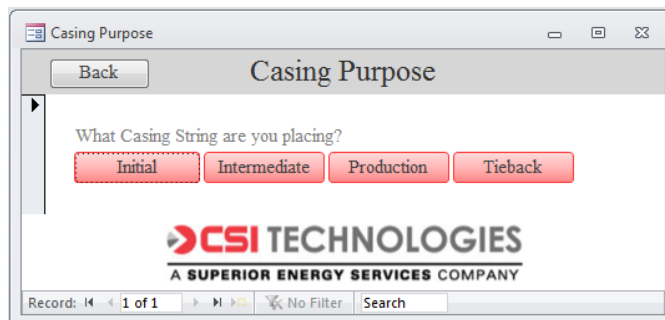 Casing Purpose
Back Casing Purpose
What Casing String are you placing?
Initial Intermediate Production Tieback
CSI TECHNOLOGIES
A SUPERIOR ENERGY SERVICES COMPANY
Record: 1 of 1 No Filter Search